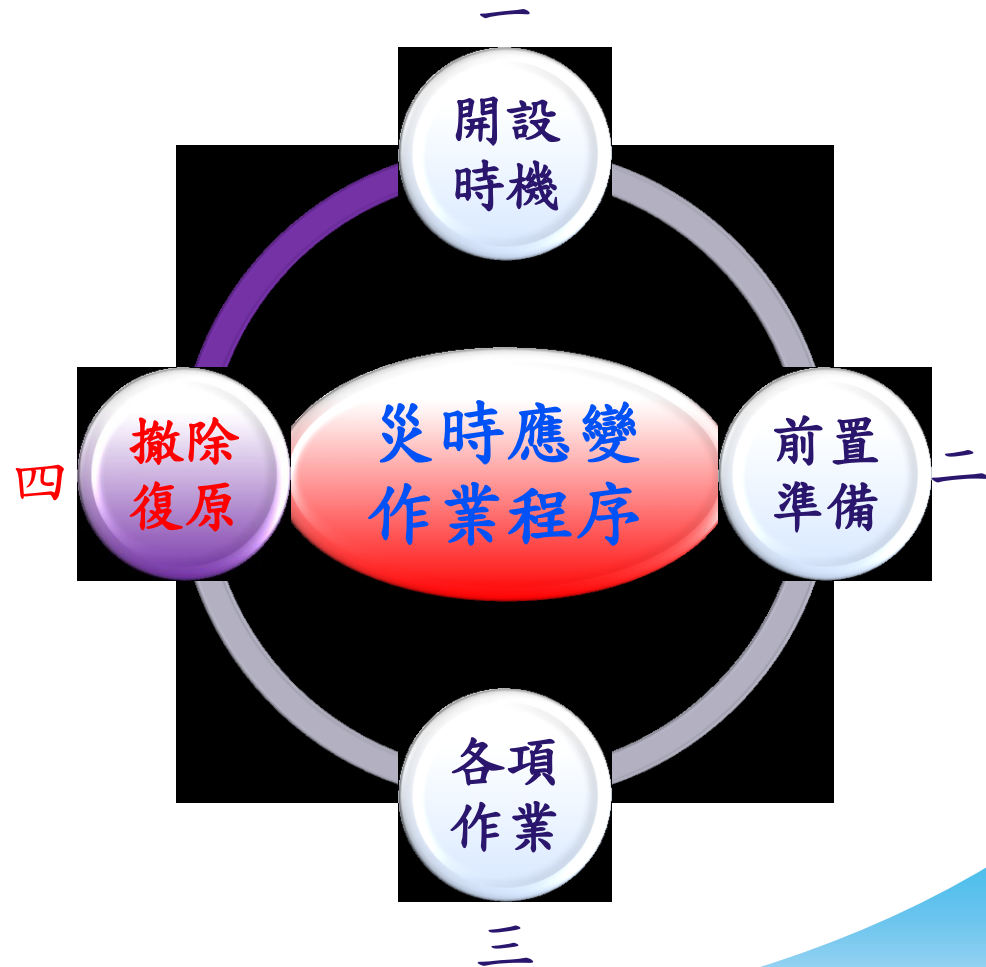 一
開設
時機
災時應變
作業程序
前置
準備
二
各項
作業
三
四
撤除
復原